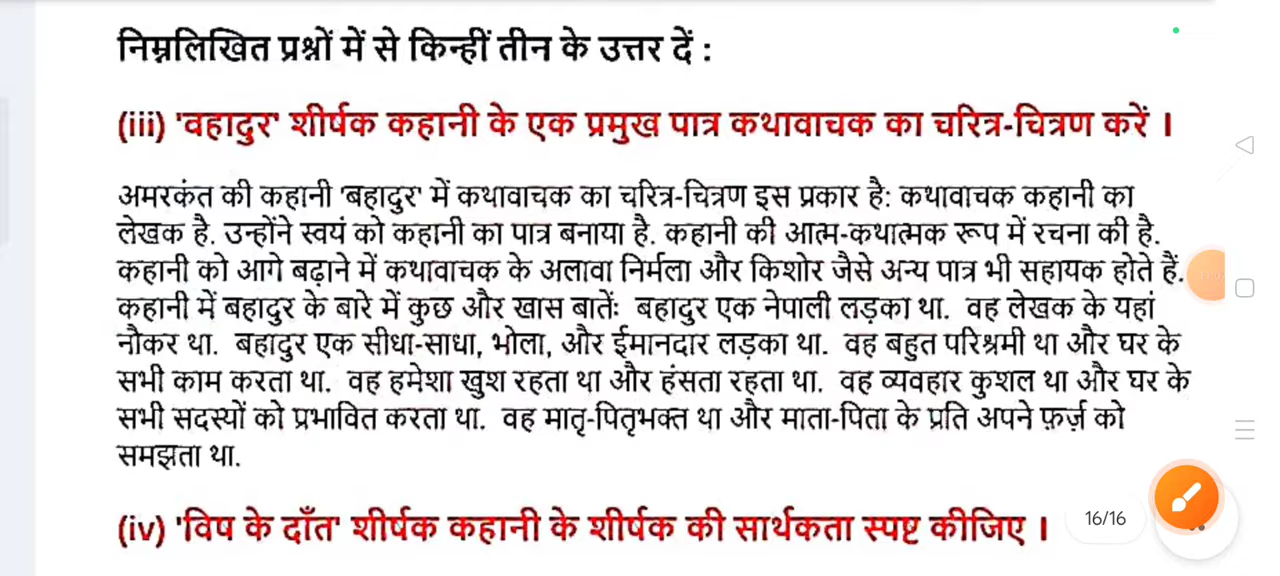 निम्नलिखित प्रश्नों में से किन्हीं तीन के उत्तर दें :
(iii) 'बहादुर' शीर्षक कहानी के एक प्रमुख पात्र कथावाचक का चरित्र-चित्रण करें ।
अमरकंत की कहानी 'बहादुर' में कथावाचक का चरित्र-चित्रण इस प्रकार है: कथावाचक कहानी का
लेखक है. उन्होंने स्वयं को कहानी का पात्र बनाया है. कहानी की आत्म-कथात्मक रूप में रचना की है.
कहानी को आगे बढ़ाने में कथावाचक के अलावा निर्मला और किशोर जैसे अन्य पात्र भी सहायक होते हैं.
कहानी में बहादुर के बारे में कुछ और खास बातें: बहादुर एक नेपाली लड़का था. वह लेखक के यहां
नौकर था. बहादुर एक सीधा-साधा, भोला, और ईमानदार लड़का था. वह बहुत परिश्रमी था और घर के
सभी काम करता था. वह हमेशा खुश रहता था और हंसता रहता था. वह व्यवहार कुशल था और घर के
सभी सदस्यों को प्रभावित करता था. वह मातृ-पितृभक्त था और माता-पिता के प्रति अपने फ़र्ज़ को
समझता था.
(iv) 'विष के दाँत' शीर्षक कहानी के शीर्षक की सार्थकता स्पष्ट कीजिए ।
16/16